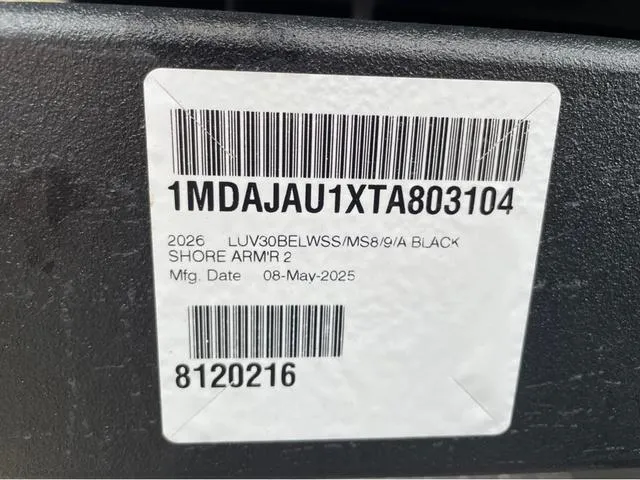 1MDAJAU1XTA803104
2026 LUV30BELWSS/MS8/9/A BLACK
SHORE ARM'R 2
Mfg. Date 08-May-2025
8120216